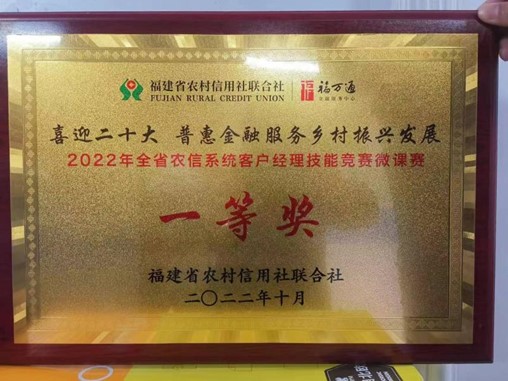 福建省农村信用社联合社
FUJIAN RURAL CREDIT UNION
福万通
喜迎二十大 普惠金融服务乡村振兴发展
2022年全省农信系统客户经理技能竞赛微课赛
一等奖
福建省农村信用社联合社
二〇二二年十月